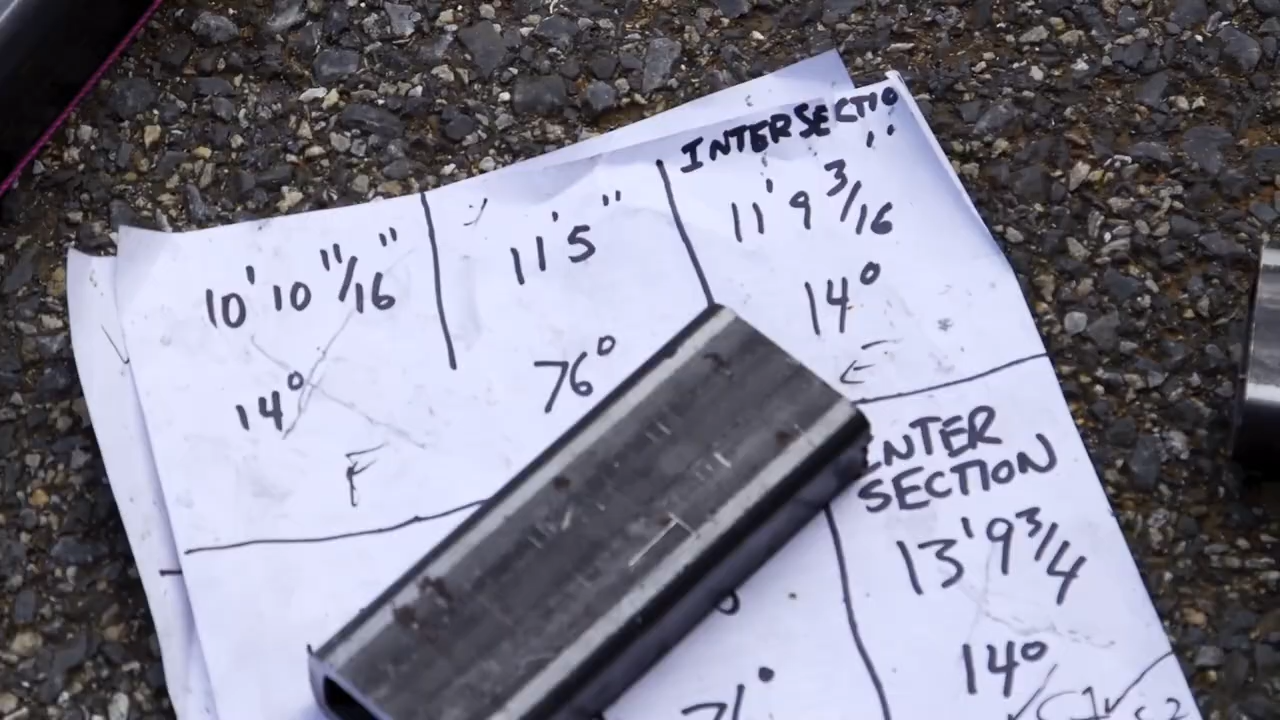 10' 10 11/16"
14°
F
11' 5"
76°
INTERSECTIO
11' 9 3/16"
14°
E
INTER
SECTION
13' 9 3/4
14°